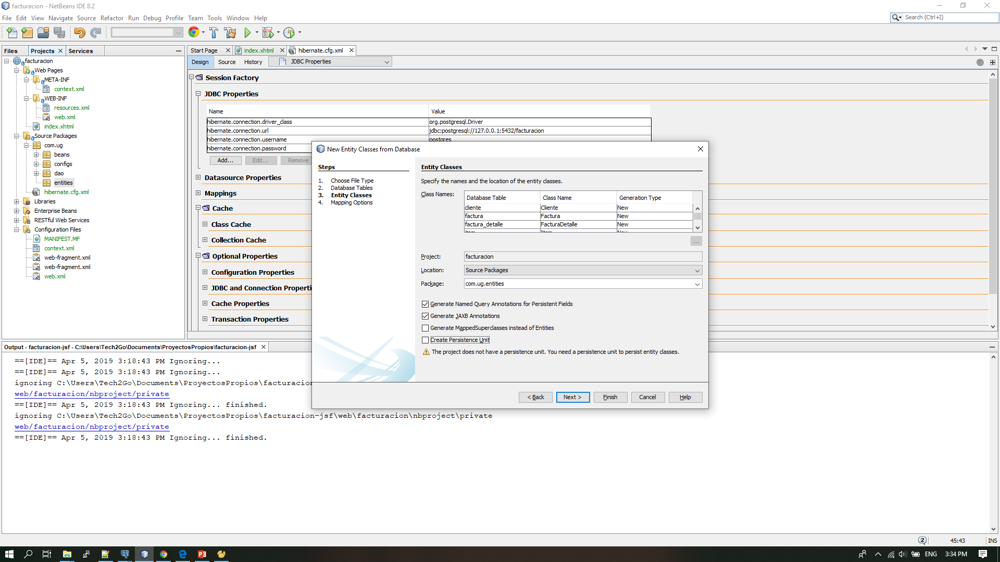 facturacion - NetBeans IDE 8.2
File Edit View Navigate Source Refactor Run Debug Profile Team Tools Window Help
Search (Ctrl+I)
Files Projects Services
facturacion
Web Pages
META-INF
context.xml
WEB-INF
resources.xml
web.xml
index.xhtml
Source Packages
com.ug
beans
configs
dao
entities
hibernate.cfg.xml
Libraries
Enterprise Beans
RESTful Web Services
Configuration Files
MANIFEST.MF
context.xml
web-fragment.xml
web-fragment.xml
web.xml
Start Page index.xhtml hibernate.cfg.xml
Design Source History JDBC Properties
Session Factory
JDBC Properties
Name Value
hibernate.connection.driver_class org.postgresql.Driver
hibernate.connection.url jdbc:postgresql://127.0.0.1:5432/facturacion
hibernate.connection.username postgres
hibernate.connection.password
Add... Edit... Remove
Datasource Properties
Mappings
Cache
Class Cache
Collection Cache
Optional Properties
Configuration Properties
JDBC and Connection Properti
Cache Properties
Transaction Properties
New Entity Classes from Database
Steps
1. Choose File Type
2. Database Tables
3. Entity Classes
4. Mapping Options
Entity Classes
Specify the names and the location of the entity classes.
Class Names:
Database Table Class Name Generation Type
cliente Cliente New
factura Factura New
factura_detalle FacturaDetalle New
item Item New
...
Project: facturacion
Location: Source Packages
Package: com.ug.entities
Generate Named Query Annotations for Persistent Fields
Generate JAXB Annotations
Generate MappedSuperclasses instead of Entities
Create Persistence Unit
The project does not have a persistence unit. You need a persistence unit to persist entity classes.
< Back Next > Finish Cancel Help
Output - facturacion-jsf - C:\Users\Tech2Go\Documents\ProyectosPropios\facturacion-jsf
==[IDE]== Apr 5, 2019 3:18:43 PM Ignoring...
==[IDE]== Apr 5, 2019 3:18:43 PM Ignoring...
ignoring C:\Users\Tech2Go\Documents\ProyectosPropios\facturacion
web/facturacion/nbproject/private
==[IDE]== Apr 5, 2019 3:18:43 PM Ignoring... finished.
ignoring C:\Users\Tech2Go\Documents\ProyectosPropios\facturacion-jsf\web\facturacion\nbproject\private
web/facturacion/nbproject/private
==[IDE]== Apr 5, 2019 3:18:43 PM Ignoring... finished.
2 45:43 INS
ENG 3:34 PM